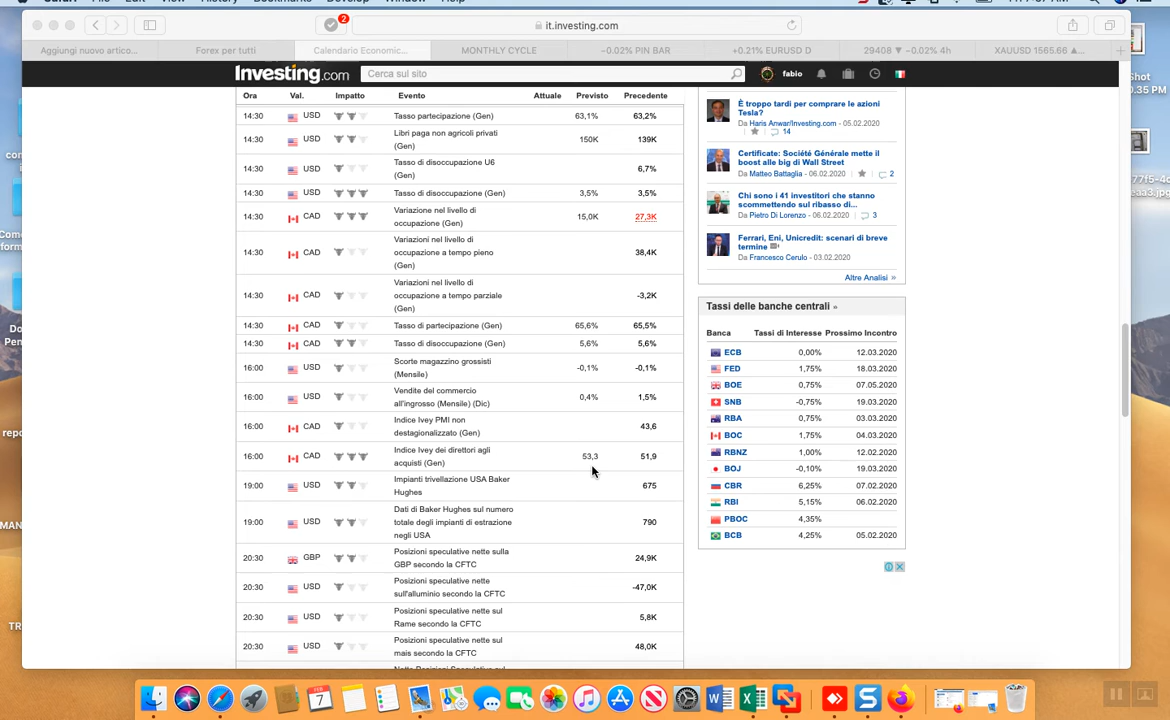 it.investing.com
2
Aggiungi nuovo artico...
Forex per tutti
Calendario Economic...
MONTHLY CYCLE
−0.02% PIN BAR
+0.21% EURUSD D
29408 ▼ −0.02% 4h
XAUUSD 1565.66 ▲...
Investing.com
Cerca sul sito
fabio
Ora Val. Impatto Evento Attuale Previsto Precedente
14:30 USD Tasso partecipazione (Gen) 63,1% 63,2%
14:30 USD Libri paga non agricoli privati
(Gen) 150K 139K
14:30 USD Tasso di disoccupazione U6
(Gen) 6,7%
14:30 USD Tasso di disoccupazione (Gen) 3,5% 3,5%
14:30 CAD Variazione nel livello di
occupazione (Gen) 15,0K 27,3K
14:30 CAD Variazioni nel livello di
occupazione a tempo pieno
(Gen) 38,4K
14:30 CAD Variazioni nel livello di
occupazione a tempo parziale
(Gen) -3,2K
14:30 CAD Tasso di partecipazione (Gen) 65,6% 65,5%
14:30 CAD Tasso di disoccupazione (Gen) 5,6% 5,6%
16:00 USD Scorte magazzino grossisti
(Mensile) -0,1% -0,1%
16:00 USD Vendite del commercio
all'ingrosso (Mensile) (Dic) 0,4% 1,5%
16:00 CAD Indice Ivey PMI non
destagionalizzato (Gen) 43,6
16:00 CAD Indice Ivey dei direttori agli
acquisti (Gen) 53,3 51,9
19:00 USD Impianti trivellazione USA Baker
Hughes 675
19:00 USD Dati di Baker Hughes sul numero
totale degli impianti di estrazione
negli USA 790
20:30 GBP Posizioni speculative nette sulla
GBP secondo la CFTC 24,9K
20:30 USD Posizioni speculative nette
sull'alluminio secondo la CFTC -47,0K
20:30 USD Posizioni speculative nette sul
Rame secondo la CFTC 5,8K
20:30 USD Posizioni speculative nette sul
mais secondo la CFTC 48,0K
È troppo tardi per comprare le azioni
Tesla?
Da Haris Anwar/Investing.com - 05.02.2020
14
Certificate: Société Générale mette il
boost alle big di Wall Street
Da Matteo Battaglia - 06.02.2020 2
Chi sono i 41 investitori che stanno
scommettendo sul ribasso di...
Da Pietro Di Lorenzo - 06.02.2020 3
Ferrari, Eni, Unicredit: scenari di breve
termine
Da Francesco Cerulo - 03.02.2020
Altre Analisi »
Tassi delle banche centrali »
Banca Tassi di Interesse Prossimo Incontro
ECB 0,00% 12.03.2020
FED 1,75% 18.03.2020
BOE 0,75% 07.05.2020
SNB -0,75% 19.03.2020
RBA 0,75% 03.03.2020
BOC 1,75% 04.03.2020
RBNZ 1,00% 12.02.2020
BOJ -0,10% 19.03.2020
CBR 6,25% 07.02.2020
RBI 5,15% 06.02.2020
PBOC 4,35%
BCB 4,25% 05.02.2020
FEB
7